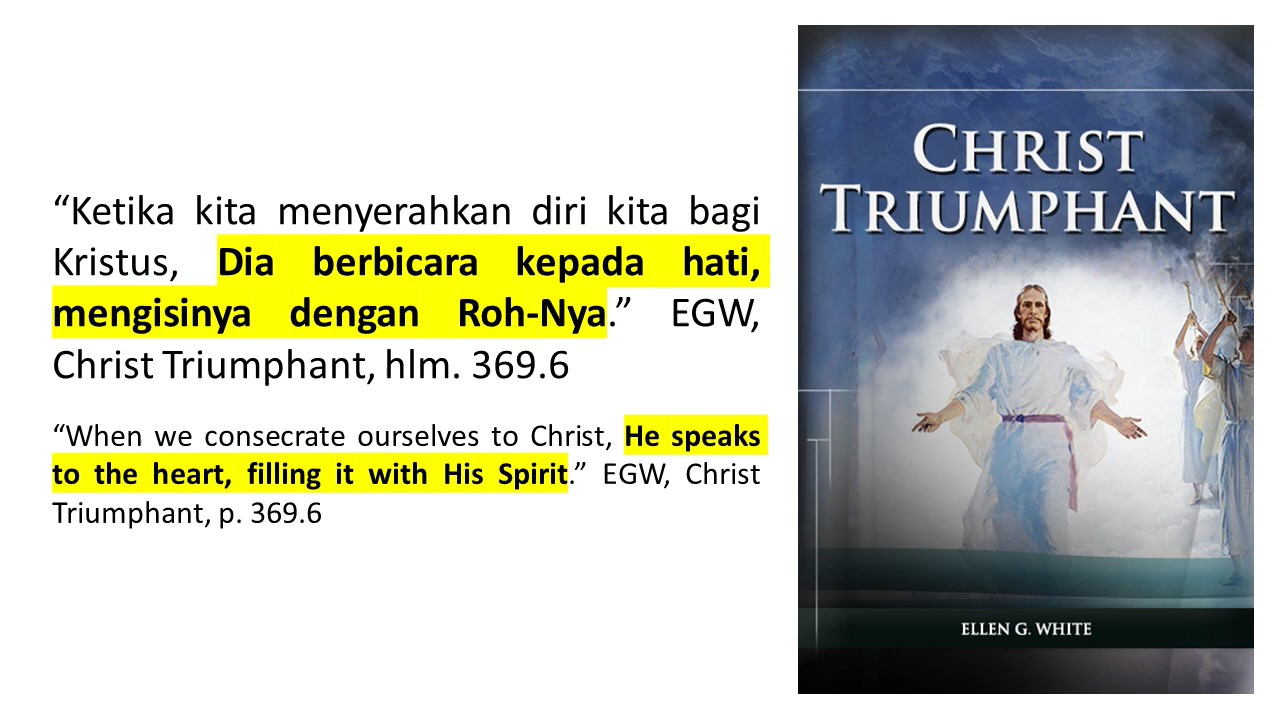 “Ketika kita menyerahkan diri kita bagi
Kristus, Dia berbicara kepada hati,
mengisinya dengan Roh-Nya.” EGW,
Christ Triumphant, hlm. 369.6
“When we consecrate ourselves to Christ, He speaks
to the heart, filling it with His Spirit.” EGW, Christ
Triumphant, p. 369.6
CHRIST
TRIUMPHANT
ELLEN G. WHITE